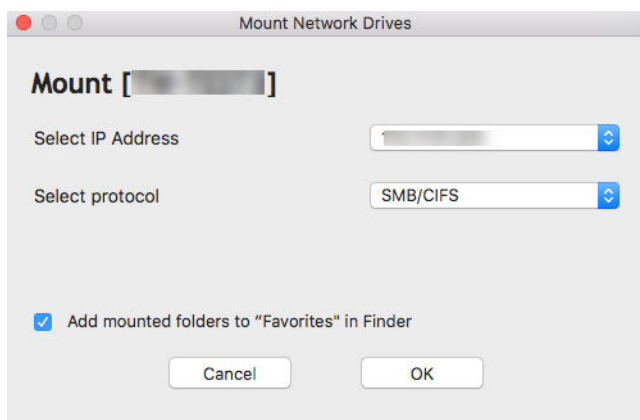 Mount Network Drives
Mount [ ]
Select IP Address
Select protocol SMB/CIFS
Add mounted folders to “Favorites" in Finder
Cancel OK